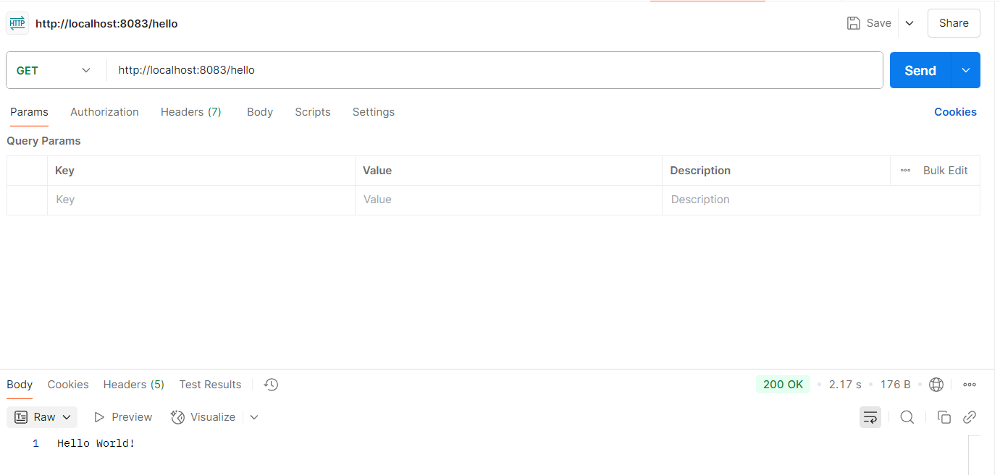 HTTP http://localhost:8083/hello Save Share
GET http://localhost:8083/hello Send
Params Authorization Headers (7) Body Scripts Settings Cookies
Query Params
Key Value Description Bulk Edit
Key Value Description
Body Cookies Headers (5) Test Results 200 OK 2.17 s 176 B
Raw Preview Visualize
1 Hello World!